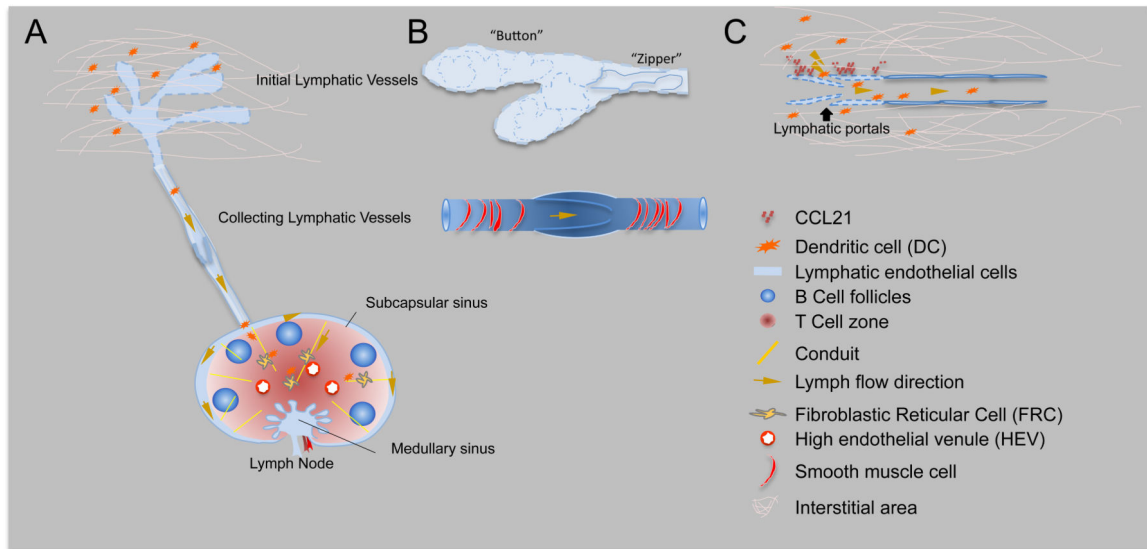 A
B
C
"Button"
"Zipper"
Initial Lymphatic Vessels
Lymphatic portals
Collecting Lymphatic Vessels
Subcapsular sinus
Medullary sinus
Lymph Node
CCL21
Dendritic cell (DC)
Lymphatic endothelial cells
B Cell follicles
T Cell zone
Conduit
Lymph flow direction
Fibroblastic Reticular Cell (FRC)
High endothelial venule (HEV)
Smooth muscle cell
Interstitial area